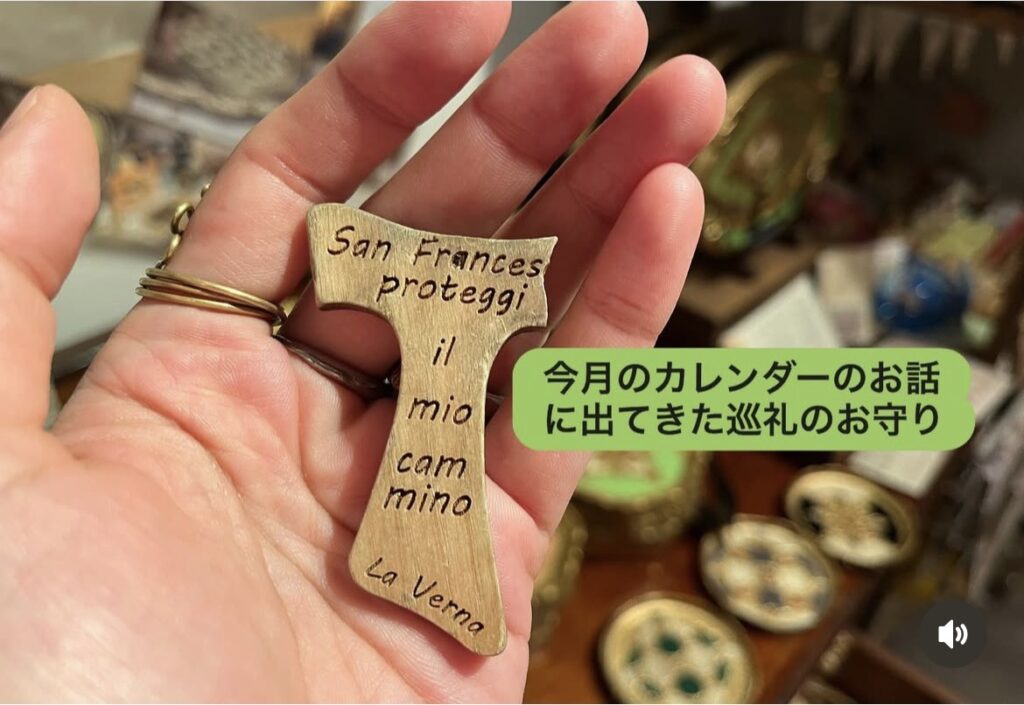 San Frances
proteggi
il
mio
cam
mino
La Verna
今月のカレンダーのお話
に出てきた巡礼のお守り